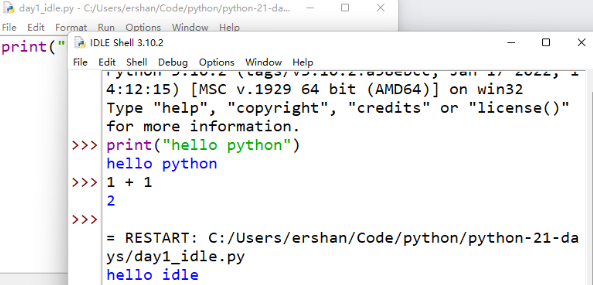 day1_idle.py - C:/Users/ershan/Code/python/python-21-da...
File Edit Format Run Options Window Help
print("
IDLE Shell 3.10.2
File Edit Shell Debug Options Window Help
4:12:15) [MSC v.1929 64 bit (AMD64)] on win32
Type "help", "copyright", "credits" or "license()"
for more information.
>>> print("hello python")
hello python
>>> 1 + 1
2
>>>
= RESTART: C:/Users/ershan/Code/python/python-21-da
ys/day1_idle.py
hello idle